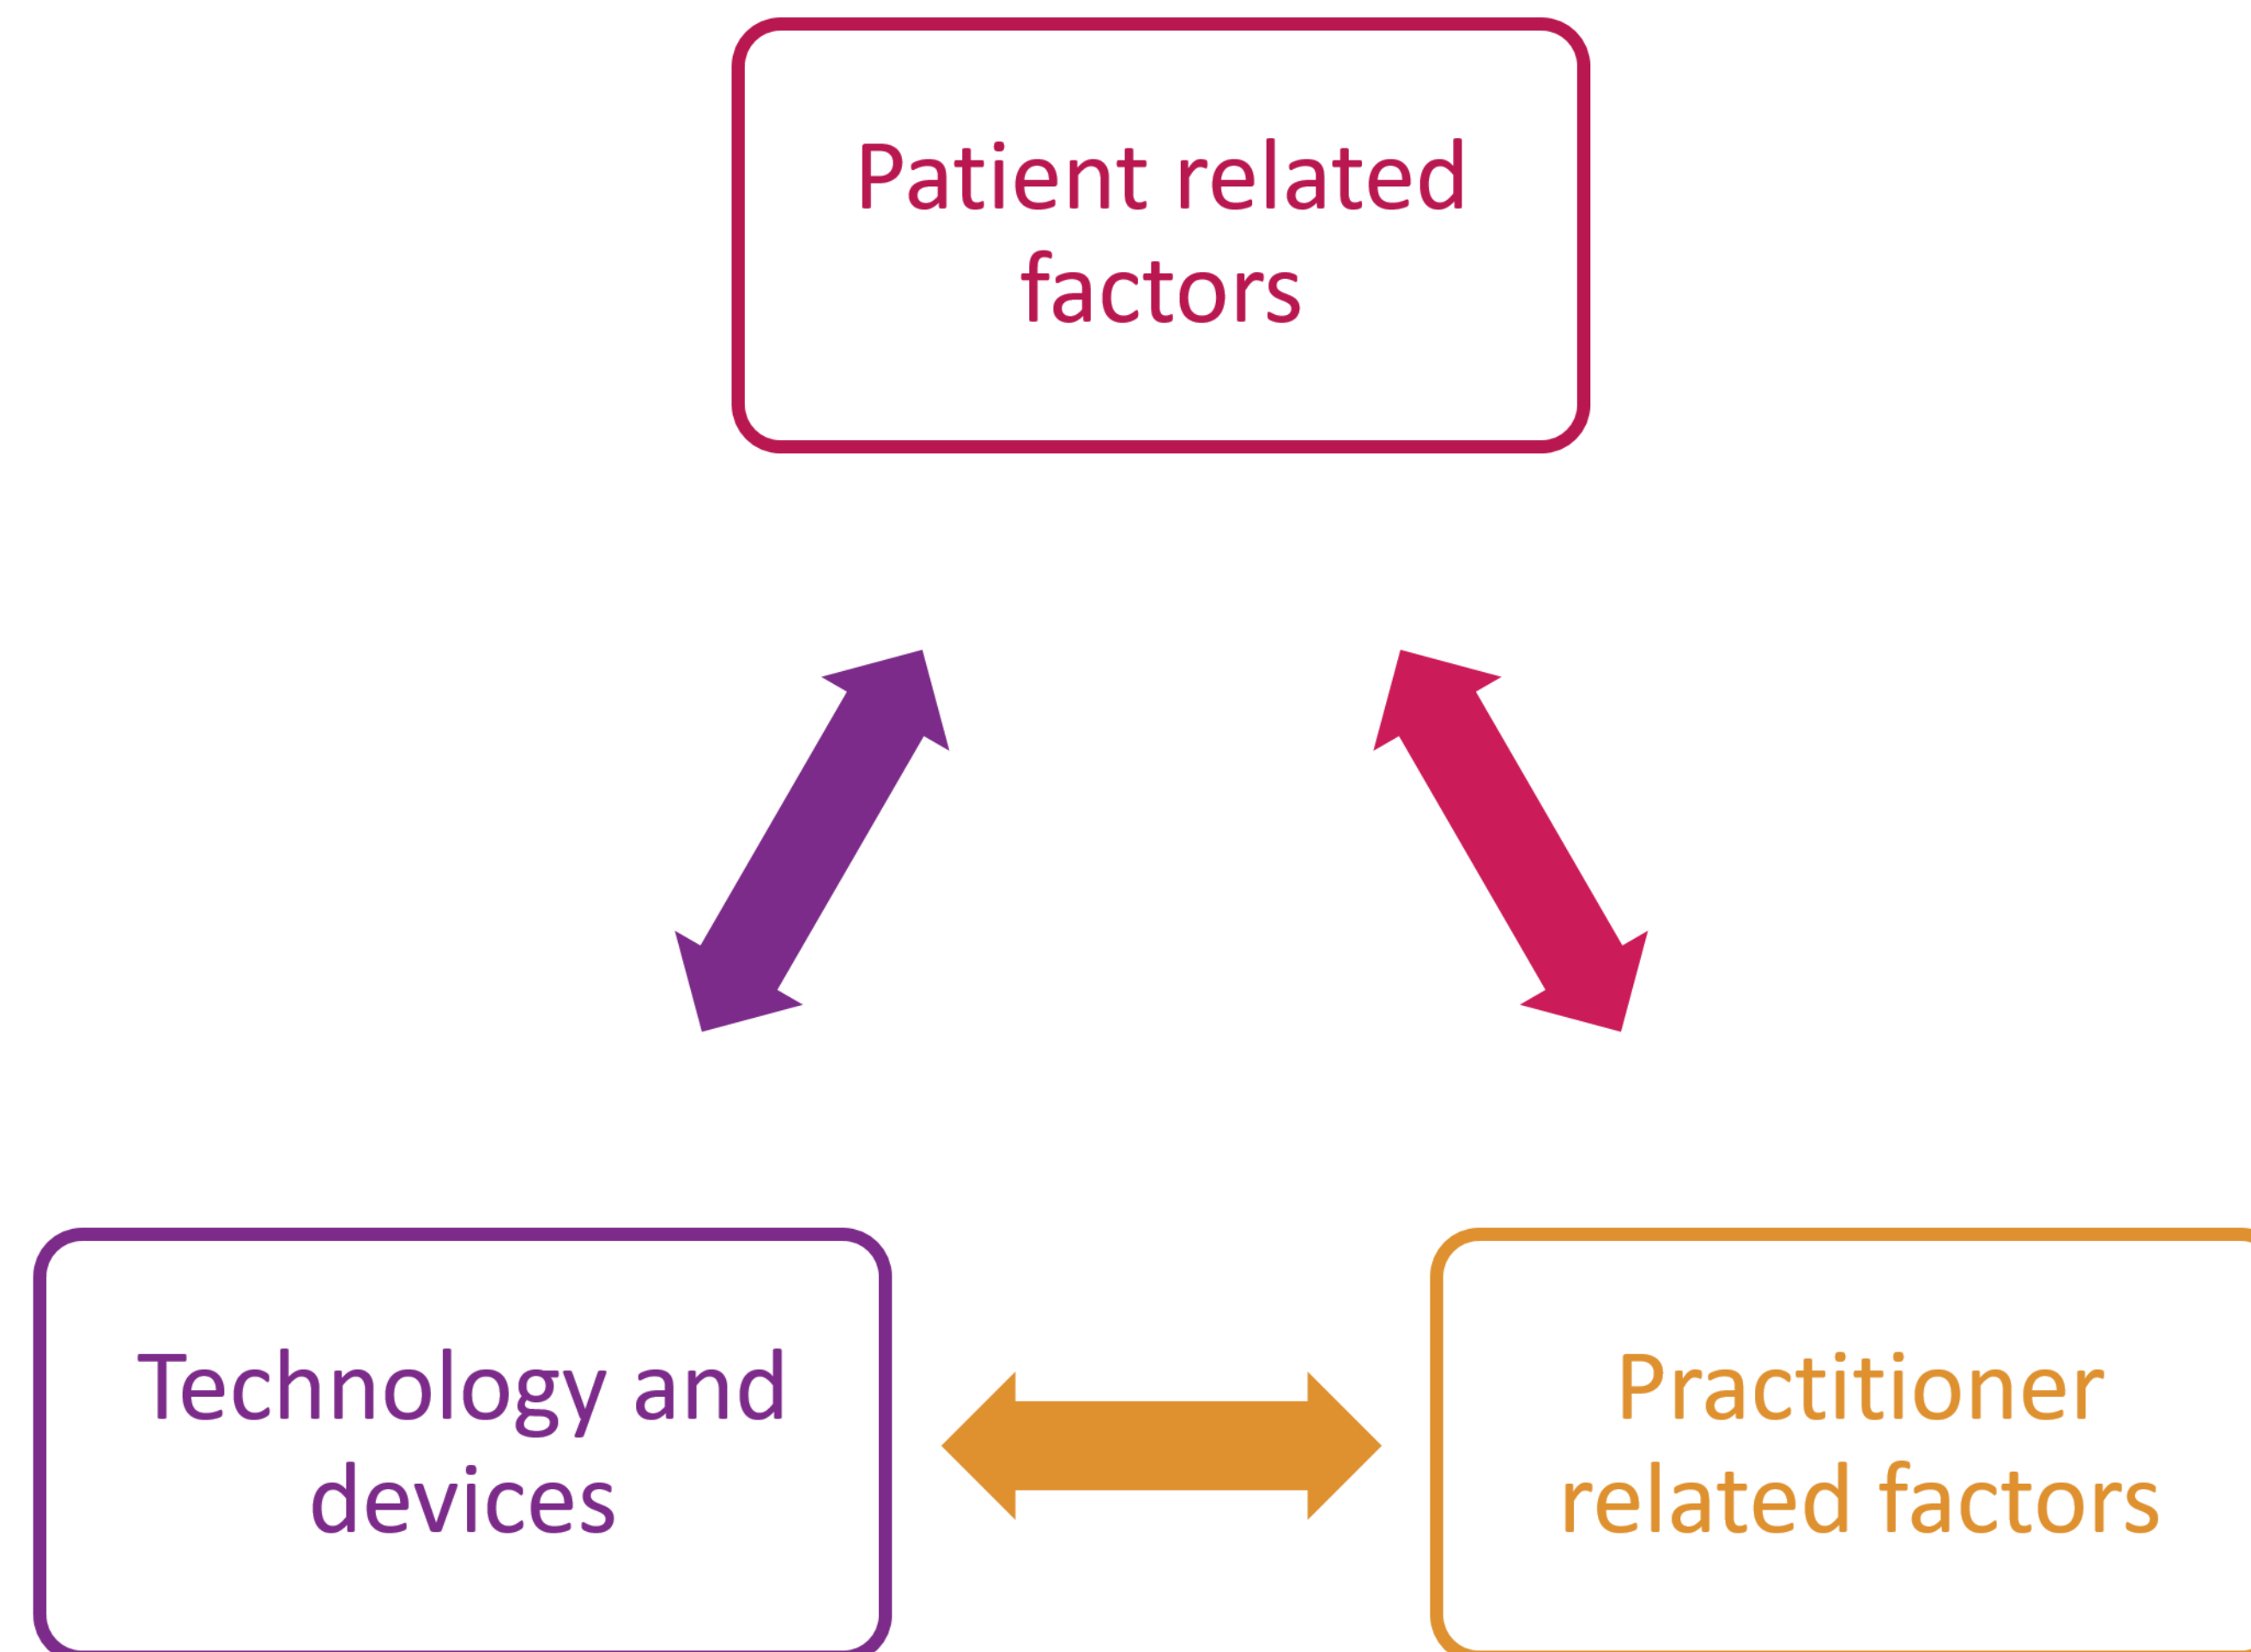 Patient related
factors
Technology and
devices
Practitioner
related factors